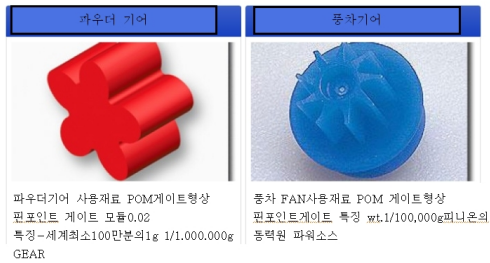 파우더 기어
풍차기어
파우더기어 사용재료 POM게이트형상
핀포인트 게이트 모듈0.02
특징-세계최소100만분의1g 1/1.000.000g
GEAR
풍차 FAN사용재료 POM 게이트형상
핀포인트게이트 특징 wt.1/100,000g피니온의
동력원 파워소스